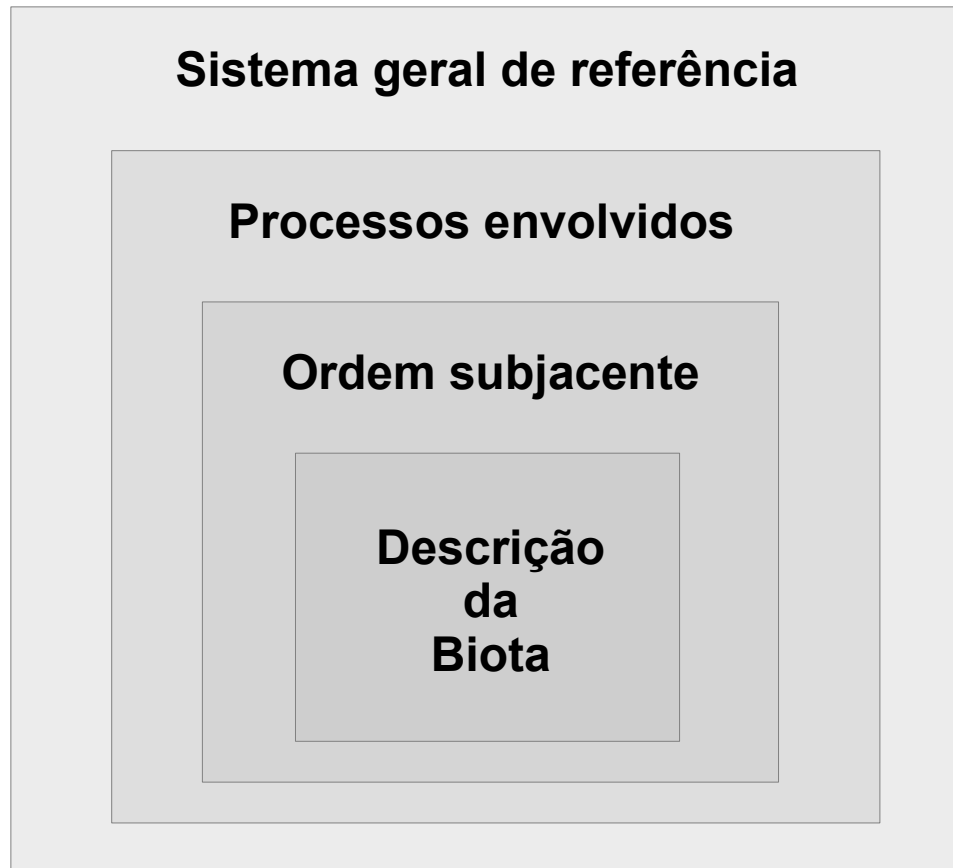 Sistema geral de referência
Processos envolvidos
Ordem subjacente
Descrição
da
Biota